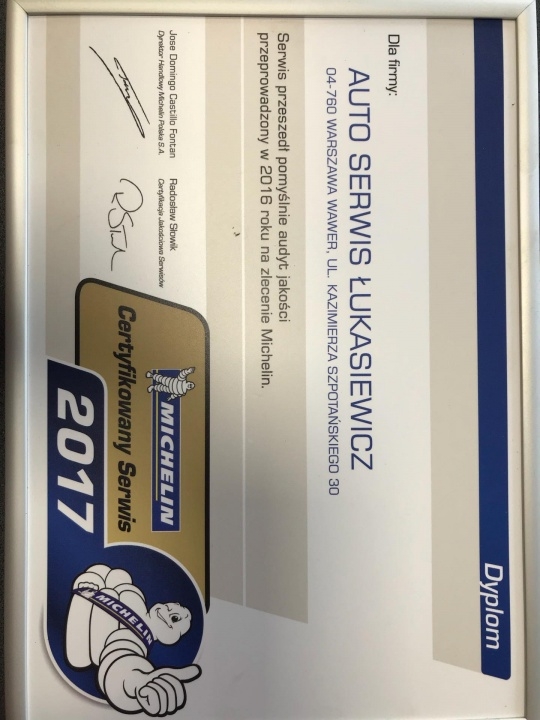 Dyplom
Dla firmy:
AUTO SERWIS ŁUKASIEWICZ
04-760 WARSZAWA WAWER, UL. KAZIMIERZA SZPOTAŃSKIEGO 30
Serwis przeszedł pomyślnie audyt jakości
przeprowadzony w 2016 roku na zlecenie Michelin.
Jose Domingo Castillo Fontan
Dyrektor Handlowy Michelin Polska S.A.
Radosław Słowik
Certyfikacja Jakościowa Serwisów
MICHELIN
Certyfikowany Serwis
2017
MICHELIN